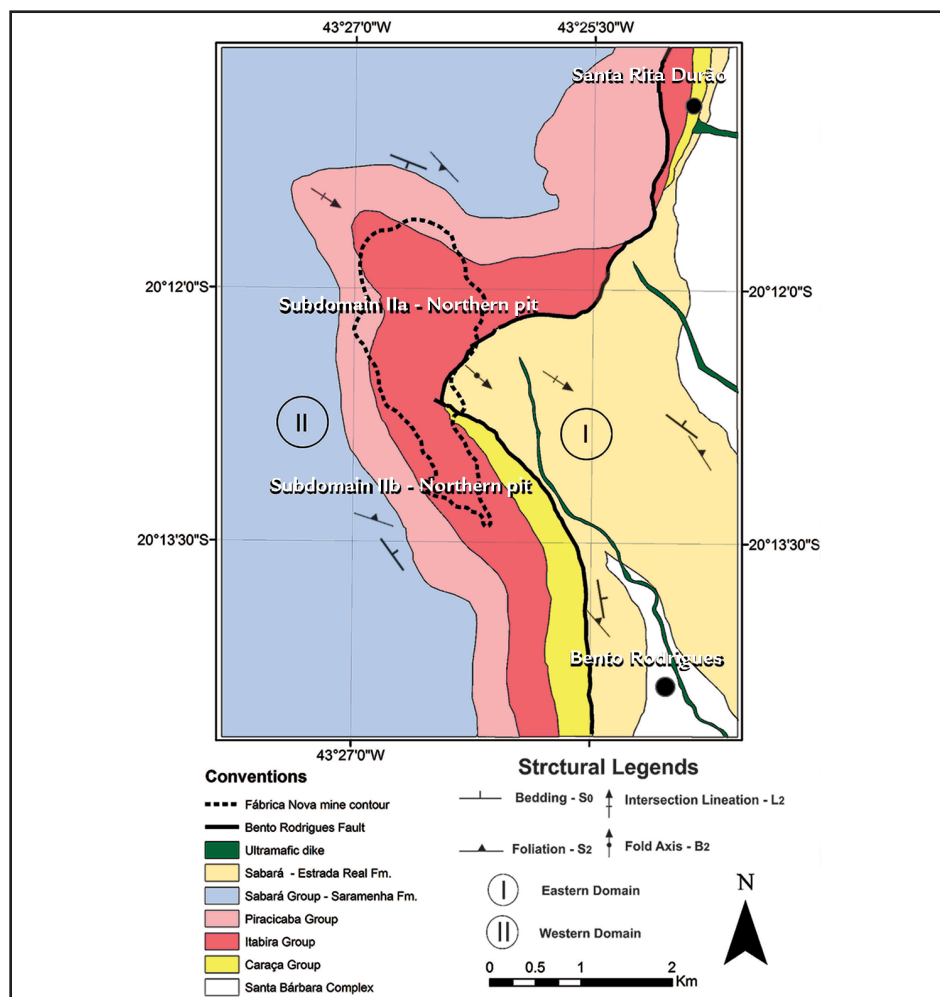 43°27'0"W
43°25'30"W
Santa Rita Durão
20°12'0"S
20°12'0"S
Subdomain IIa - Northern pit
II
I
Subdomain IIb - Northern pit
20°13'30"S
20°13'30"S
Bento Rodrigues
43°27'0"W
Conventions
Fábrica Nova mine contour
Bento Rodrigues Fault
Ultramafic dike
Sabará - Estrada Real Fm.
Sabará Group - Saramenha Fm.
Piracicaba Group
Itabira Group
Caraça Group
Santa Bárbara Complex
Strctural Legends
Bedding - S0
Intersection Lineation - L2
Foliation - S2
Fold Axis - B2
I
Eastern Domain
II
Western Domain
N
0 0.5 1 2
Km